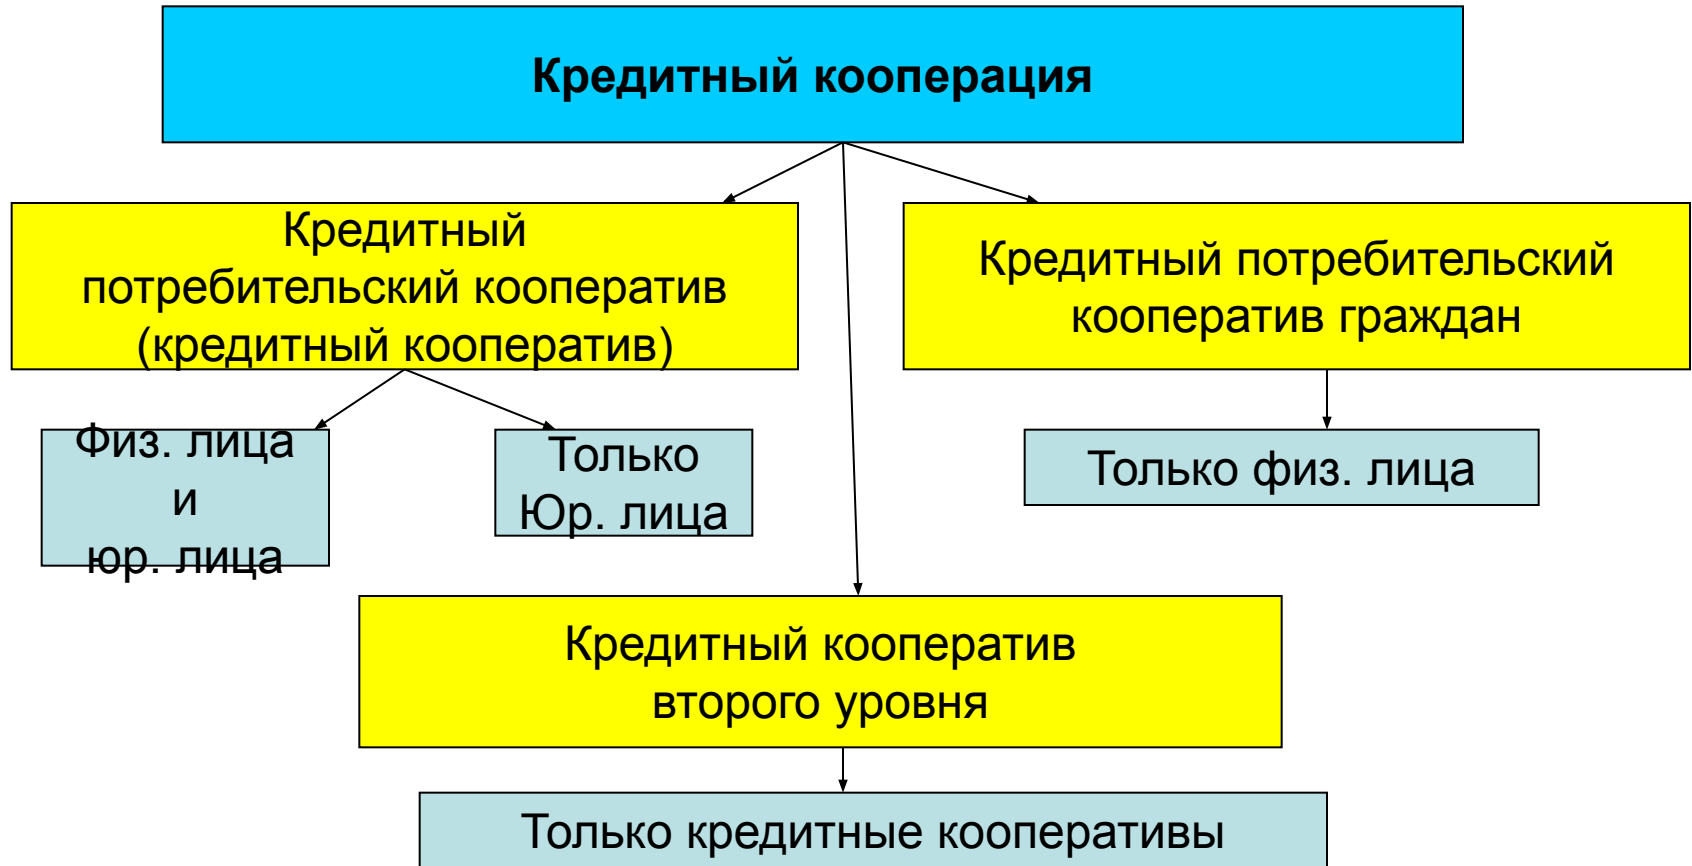 Кредитный кооперация
Кредитный
потребительский кооператив
(кредитный кооператив)
Кредитный потребительский
кооператив граждан
Физ. лица
и
юр. лица
Только
Юр. лица
Только физ. лица
Кредитный кооператив
второго уровня
Только кредитные кооперативы